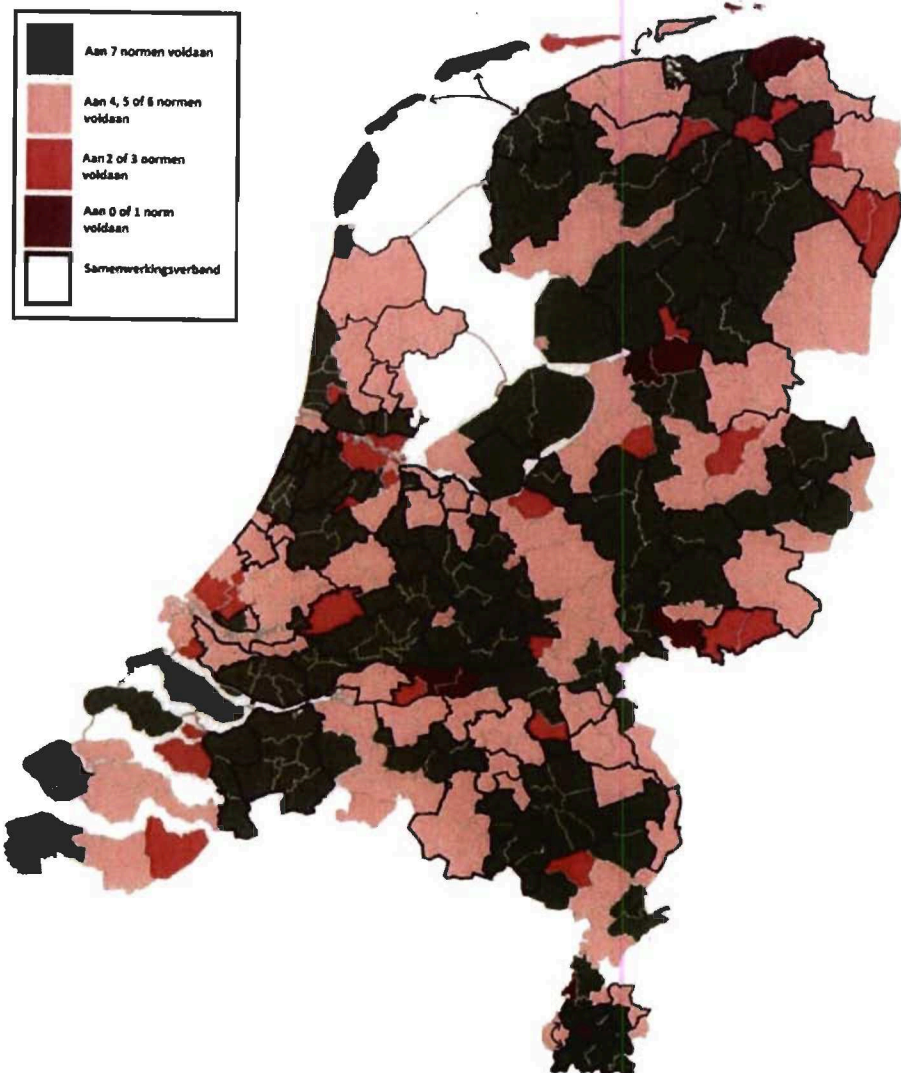 Aan 7 normen voldaan
Aan 4, 5 of 6 normen
voldaan
Aan 2 of 3 normen
voldaan
Aan 0 of 1 norm
voldaan
Samenwerkingsverband